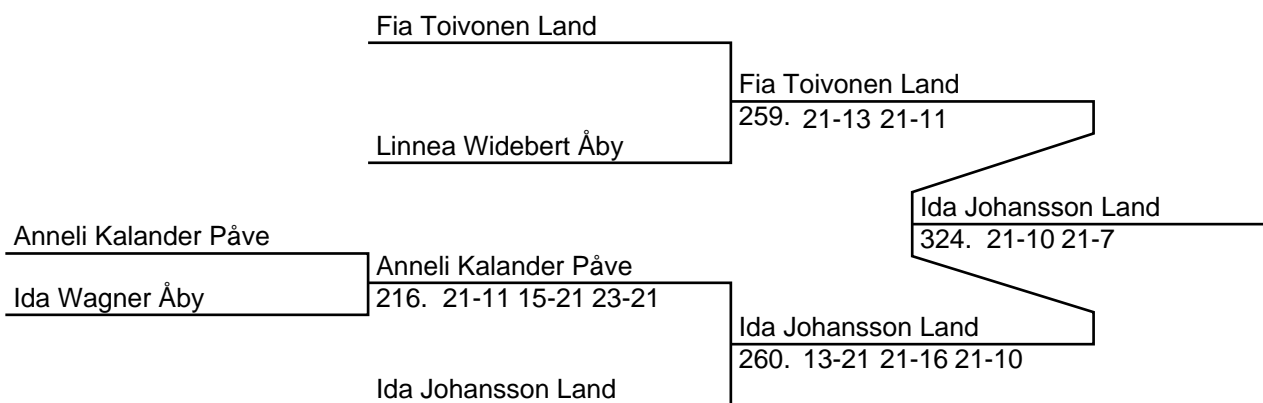 Fia Toivonen Land
Fia Toivonen Land
259. 21-13 21-11
Linnea Widebert Åby
Ida Johansson Land
324. 21-10 21-7
Anneli Kalander Påve
Anneli Kalander Påve
216. 21-11 15-21 23-21
Ida Wagner Åby
Ida Johansson Land
260. 13-21 21-16 21-10
Ida Johansson Land